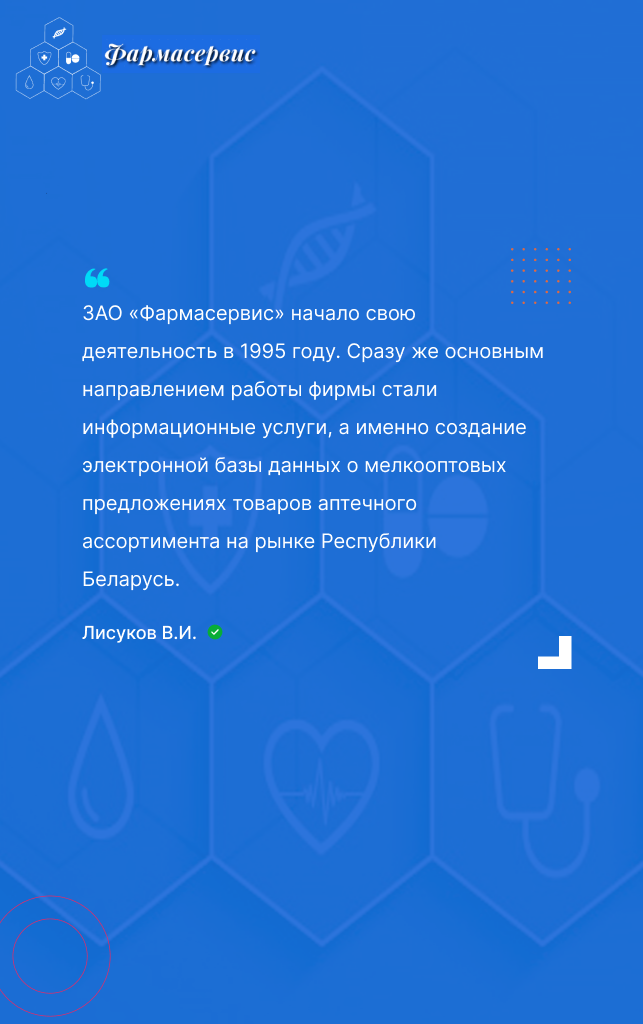 Фармасервис
❝
ЗАО «Фармасервис» начало свою
деятельность в 1995 году. Сразу же основным
направлением работы фирмы стали
информационные услуги, а именно создание
электронной базы данных о мелкооптовых
предложениях товаров аптечного
ассортимента на рынке Республики
Беларусь.
Лисуков В.И.